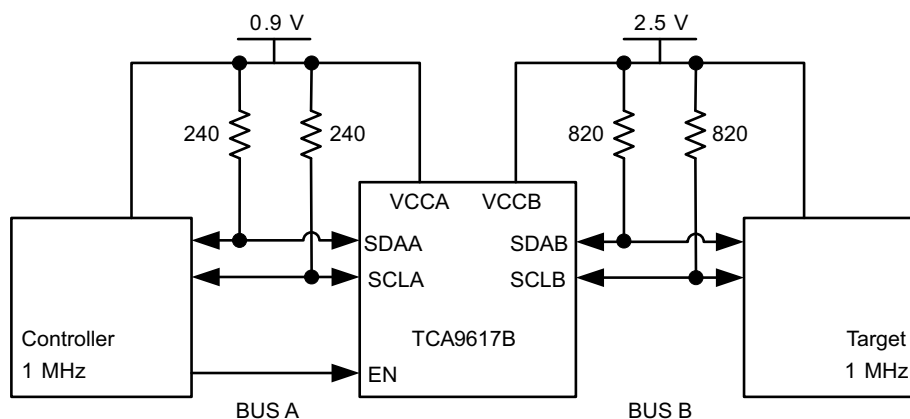 0.9 V 2.5 V
240 240 820 820
VCCA VCCB
SDAA SDAB
SCLA SCLB
Controller TCA9617B Target
1 MHz EN 1 MHz
BUS A BUS B